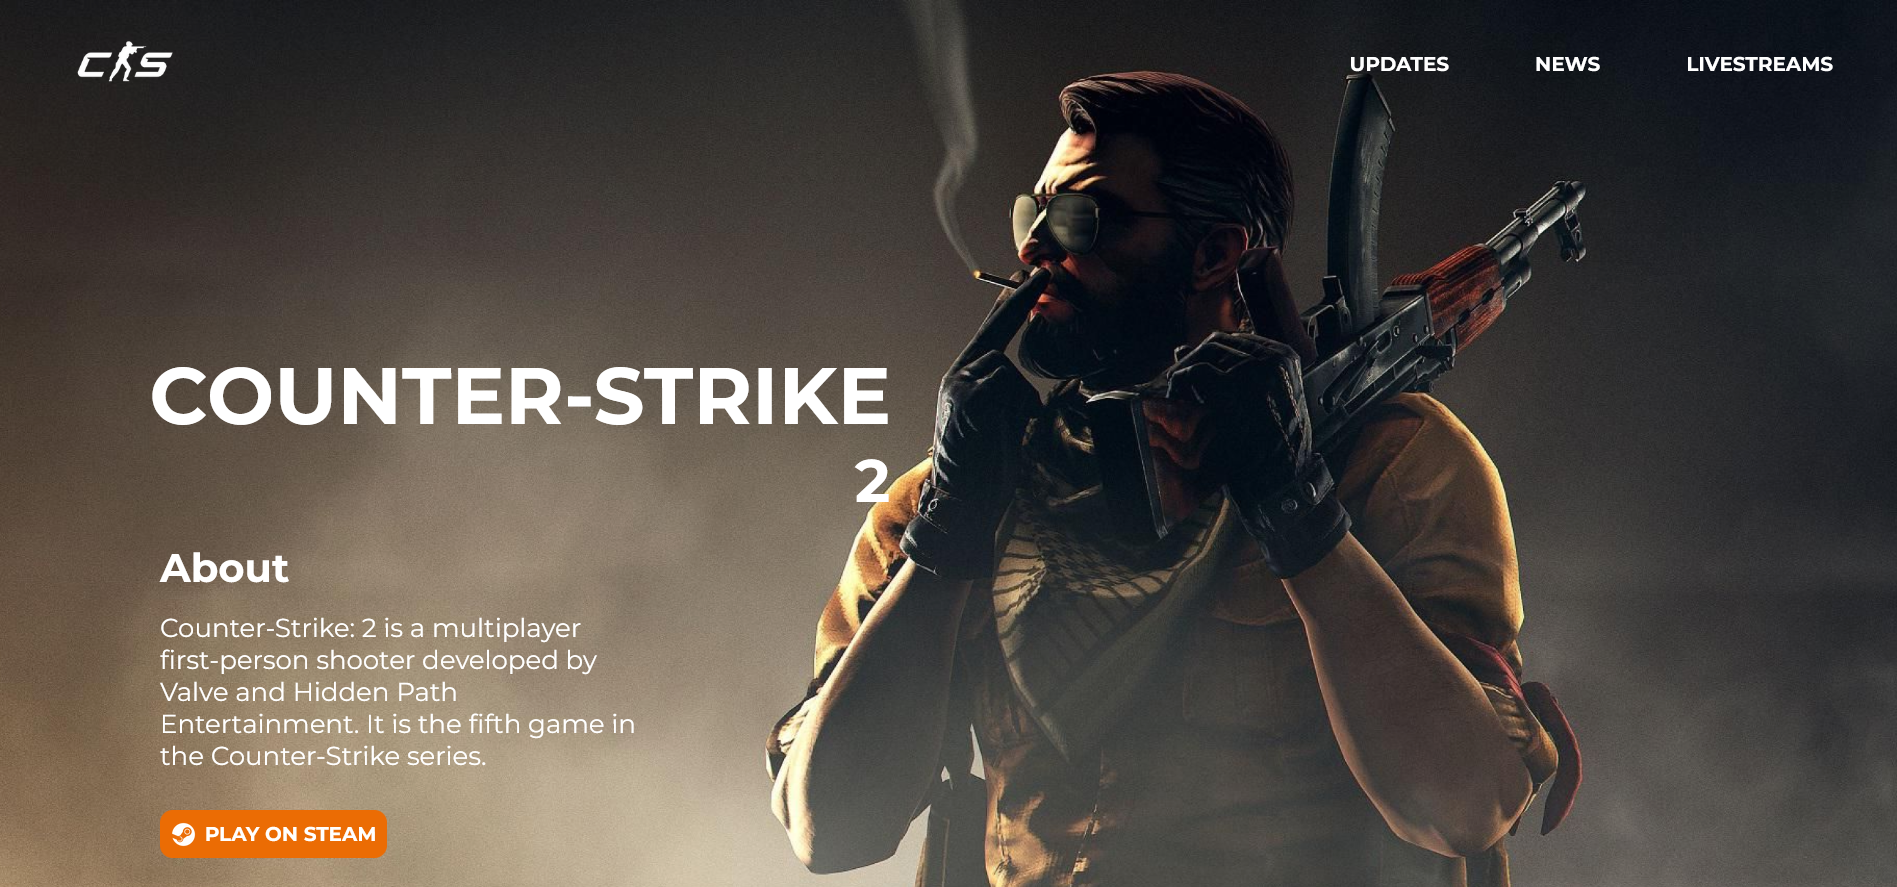 CS
UPDATES NEWS LIVESTREAMS
COUNTER-STRIKE
2
About
Counter-Strike: 2 is a multiplayer
first-person shooter developed by
Valve and Hidden Path
Entertainment. It is the fifth game in
the Counter-Strike series.
PLAY ON STEAM